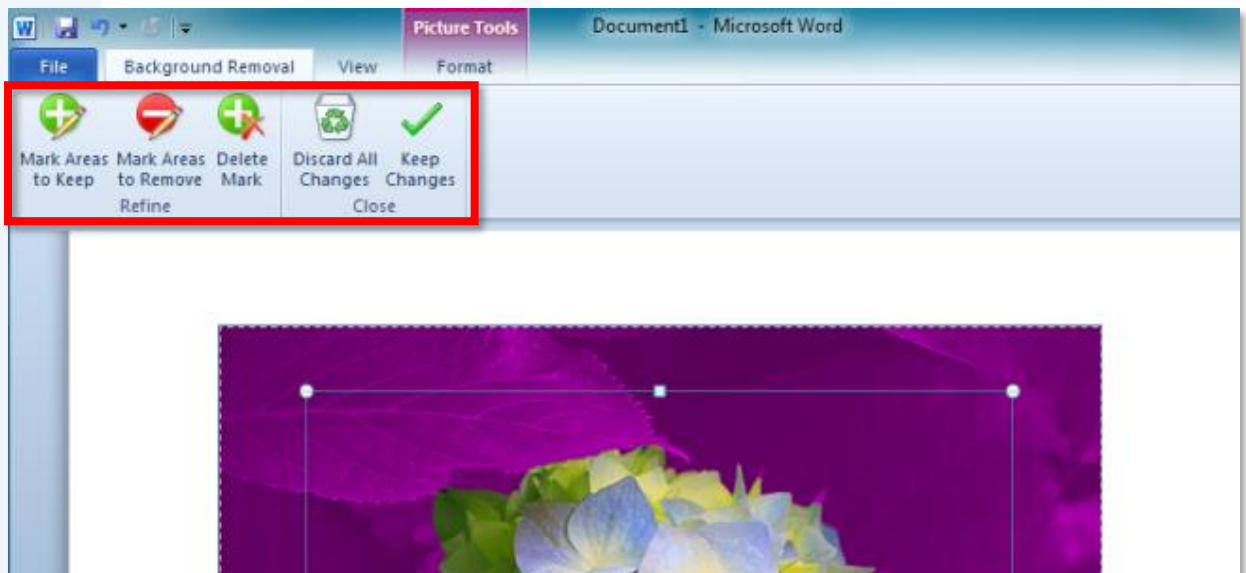 W
Picture Tools
Document1 - Microsoft Word
File Background Removal View Format
Mark Areas Mark Areas Delete Discard All Keep
to Keep to Remove Mark Changes Changes
Refine Close